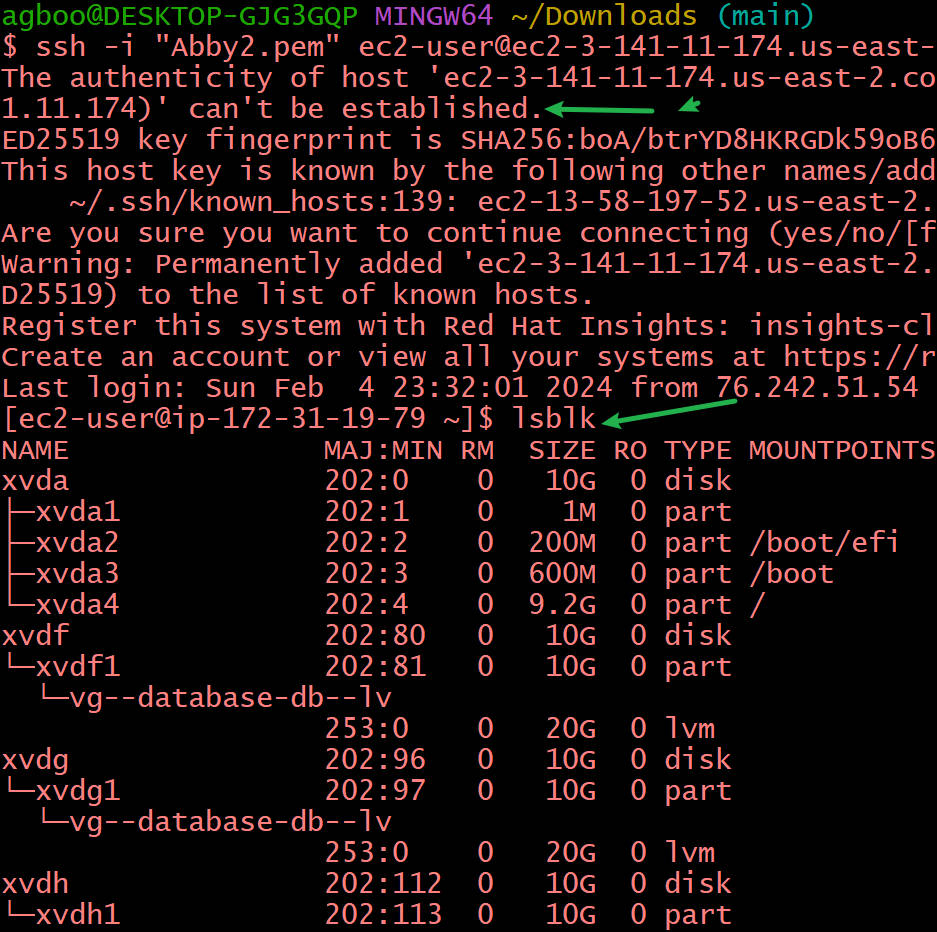 agboo@DESKTOP-GJG3GQP MINGW64 ~/Downloads (main)
$ ssh -i "Abby2.pem" ec2-user@ec2-3-141-11-174.us-east-
The authenticity of host 'ec2-3-141-11-174.us-east-2.co
1.11.174)' can't be established.
ED25519 key fingerprint is SHA256:boA/btrYD8HKRGDk59oB6
This host key is known by the following other names/add
    ~/.ssh/known_hosts:139: ec2-13-58-197-52.us-east-2.
Are you sure you want to continue connecting (yes/no/[f
Warning: Permanently added 'ec2-3-141-11-174.us-east-2.
D25519) to the list of known hosts.
Register this system with Red Hat Insights: insights-cl
Create an account or view all your systems at https://r
Last login: Sun Feb  4 23:32:01 2024 from 76.242.51.54
[ec2-user@ip-172-31-19-79 ~]$ lsblk
NAME               MAJ:MIN RM  SIZE RO TYPE MOUNTPOINTS
xvda               202:0    0   10G  0 disk
├─xvda1            202:1    0    1M  0 part
├─xvda2            202:2    0  200M  0 part /boot/efi
├─xvda3            202:3    0  600M  0 part /boot
└─xvda4            202:4    0  9.2G  0 part /
xvdf               202:80   0   10G  0 disk
└─xvdf1            202:81   0   10G  0 part
  └─vg--database-db--lv
                   253:0    0   20G  0 lvm
xvdg               202:96   0   10G  0 disk
└─xvdg1            202:97   0   10G  0 part
  └─vg--database-db--lv
                   253:0    0   20G  0 lvm
xvdh               202:112  0   10G  0 disk
└─xvdh1            202:113  0   10G  0 part